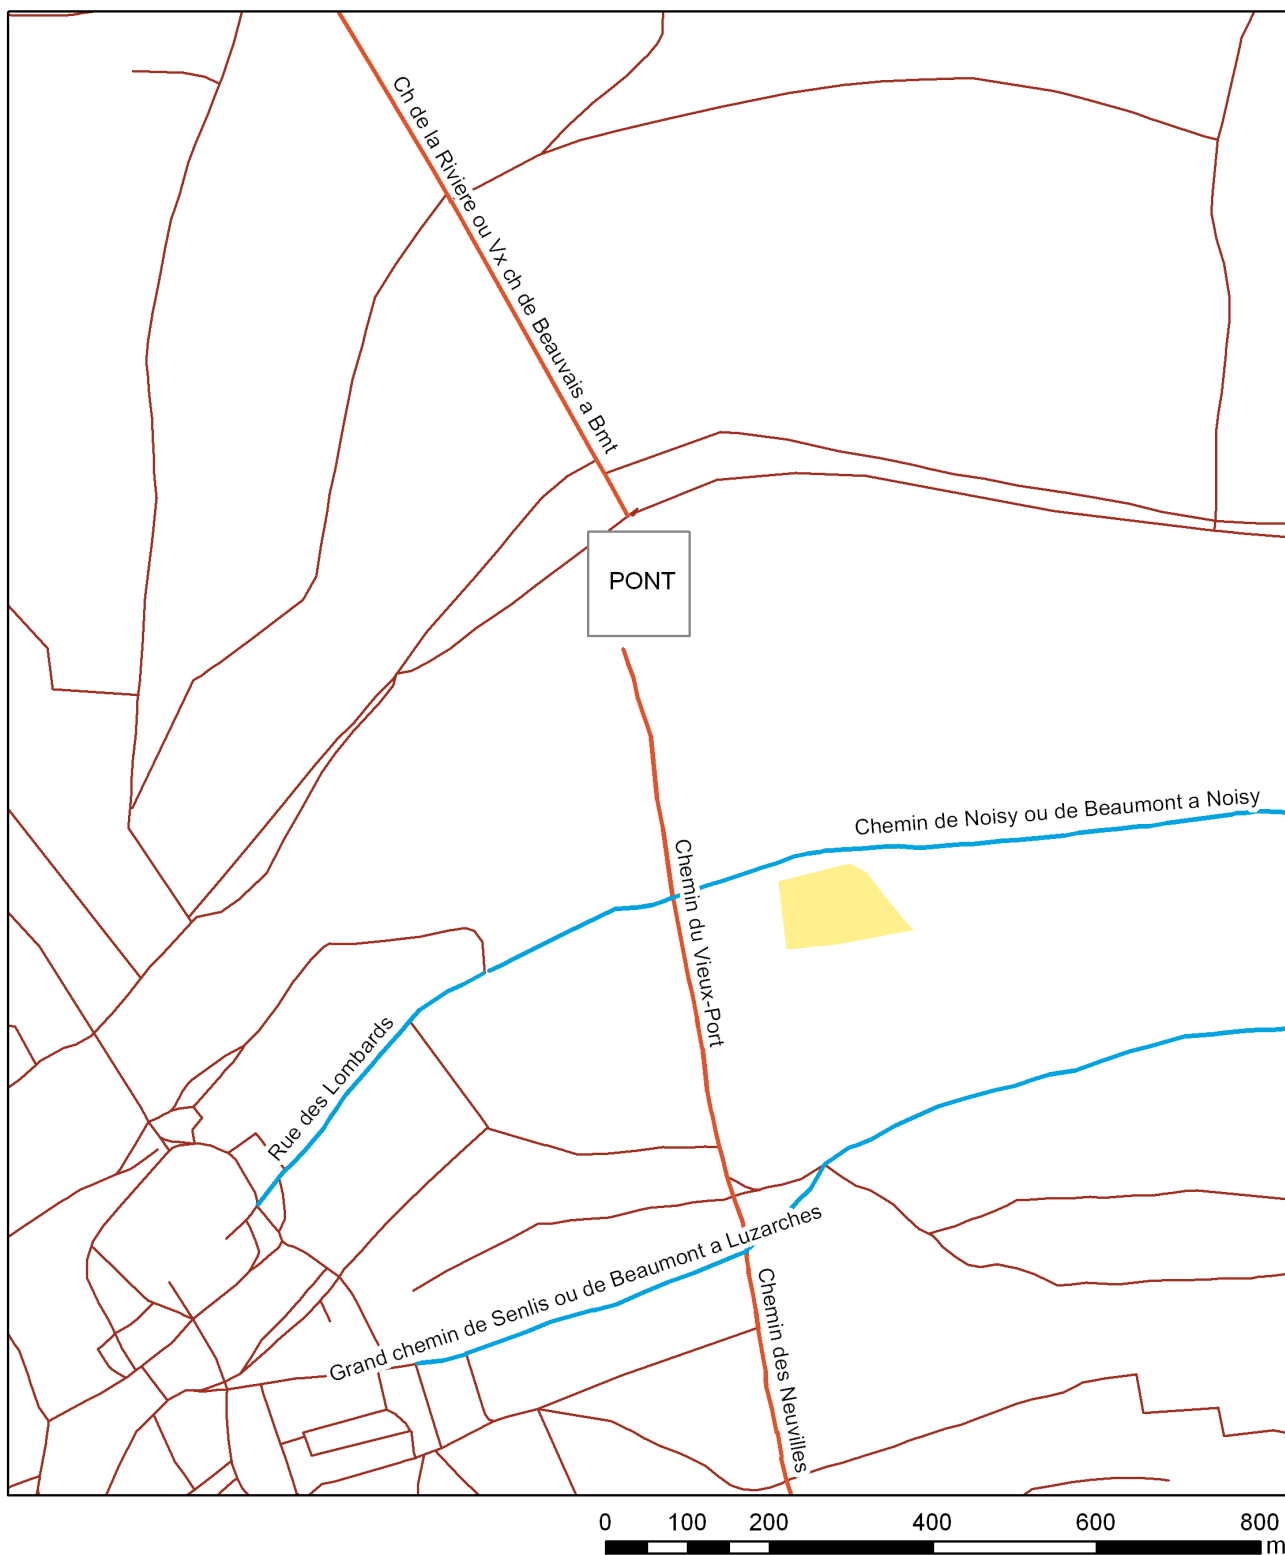 Ch de la Riviere ou Vx ch de Beauvais a Bmt
PONT
Chemin de Noisy ou de Beaumont a Noisy
Chemin du Vieux-Port
Rue des Lombards
Grand chemin de Senlis ou de Beaumont a Luzarches
Chemin des Neuvilles
0 100 200 400 600 800
m